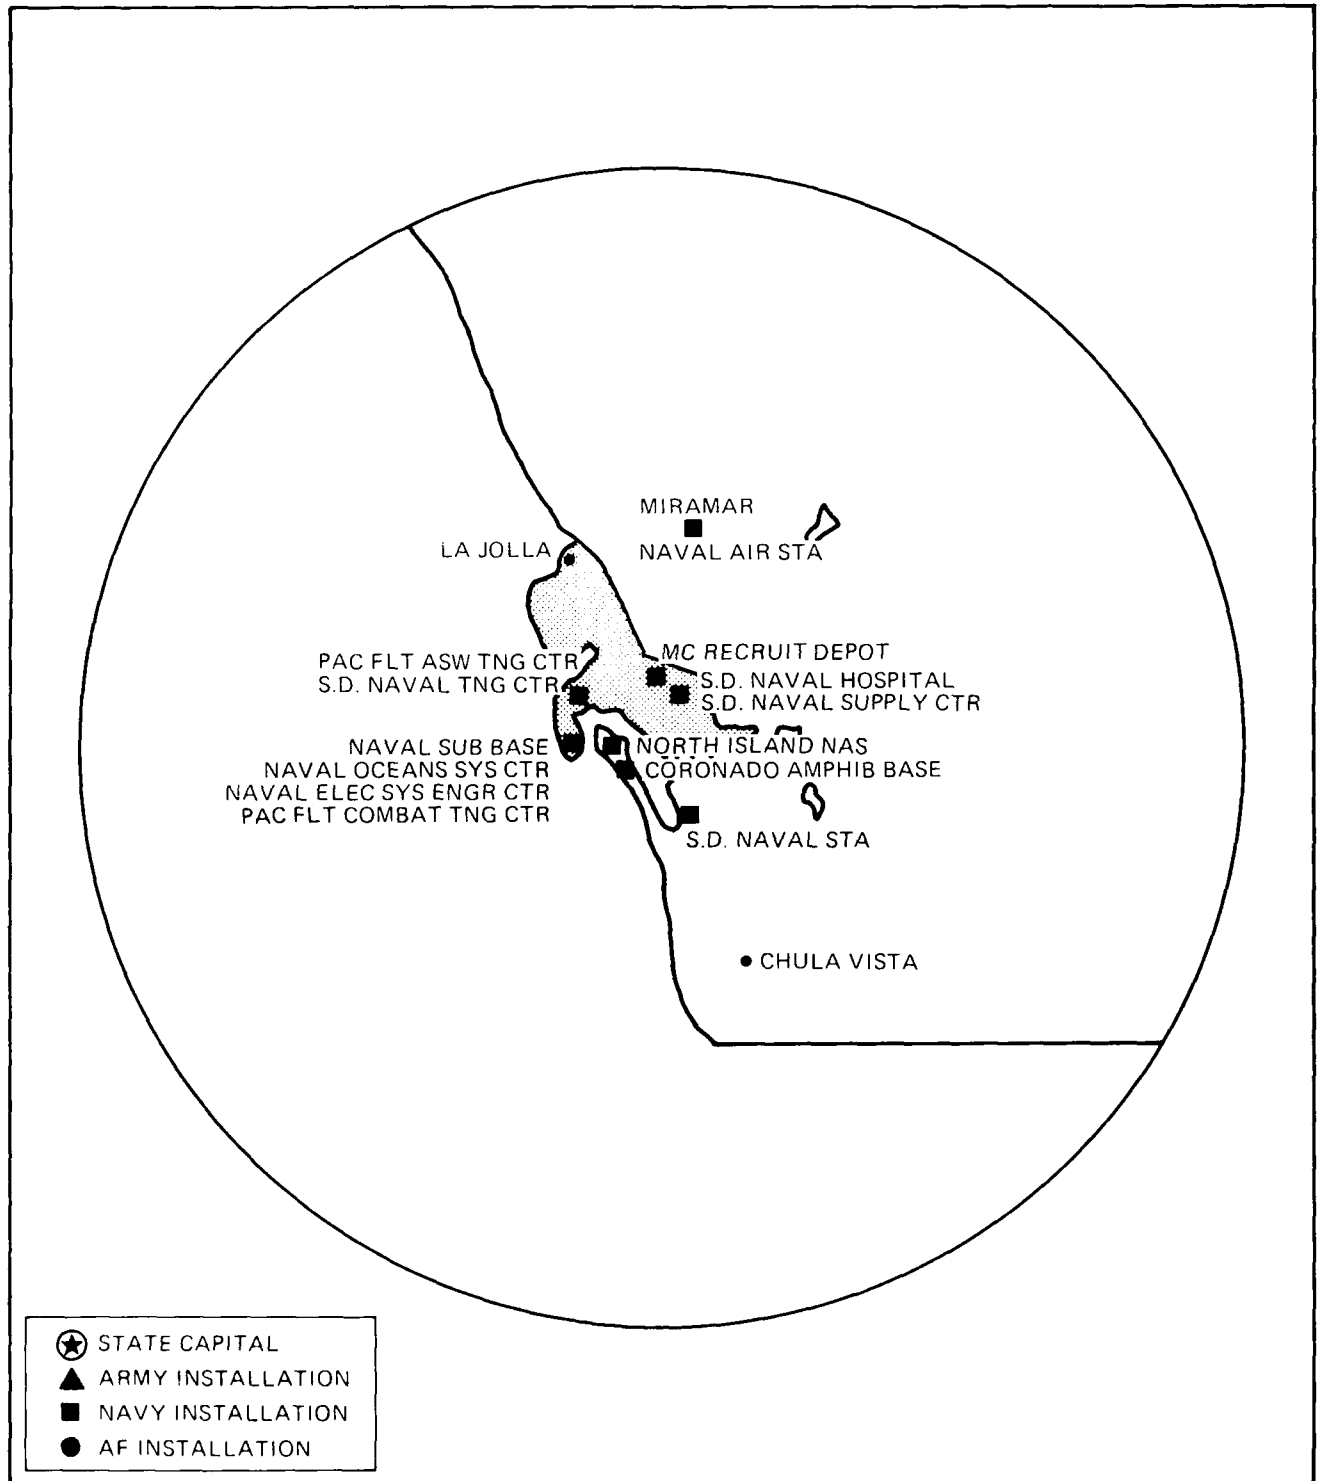 MIRAMAR
NAVAL AIR STA
LA JOLLA
MC RECRUIT DEPOT
PAC FLT ASW TNG CTR
S.D. NAVAL TNG CTR
S.D. NAVAL HOSPITAL
S.D. NAVAL SUPPLY CTR
NAVAL SUB BASE
NAVAL OCEANS SYS CTR
NAVAL ELEC SYS ENGR CTR
PAC FLT COMBAT TNG CTR
NORTH ISLAND NAS
CORONADO AMPHIB BASE
S.D. NAVAL STA
CHULA VISTA
STATE CAPITAL
ARMY INSTALLATION
NAVY INSTALLATION
AF INSTALLATION